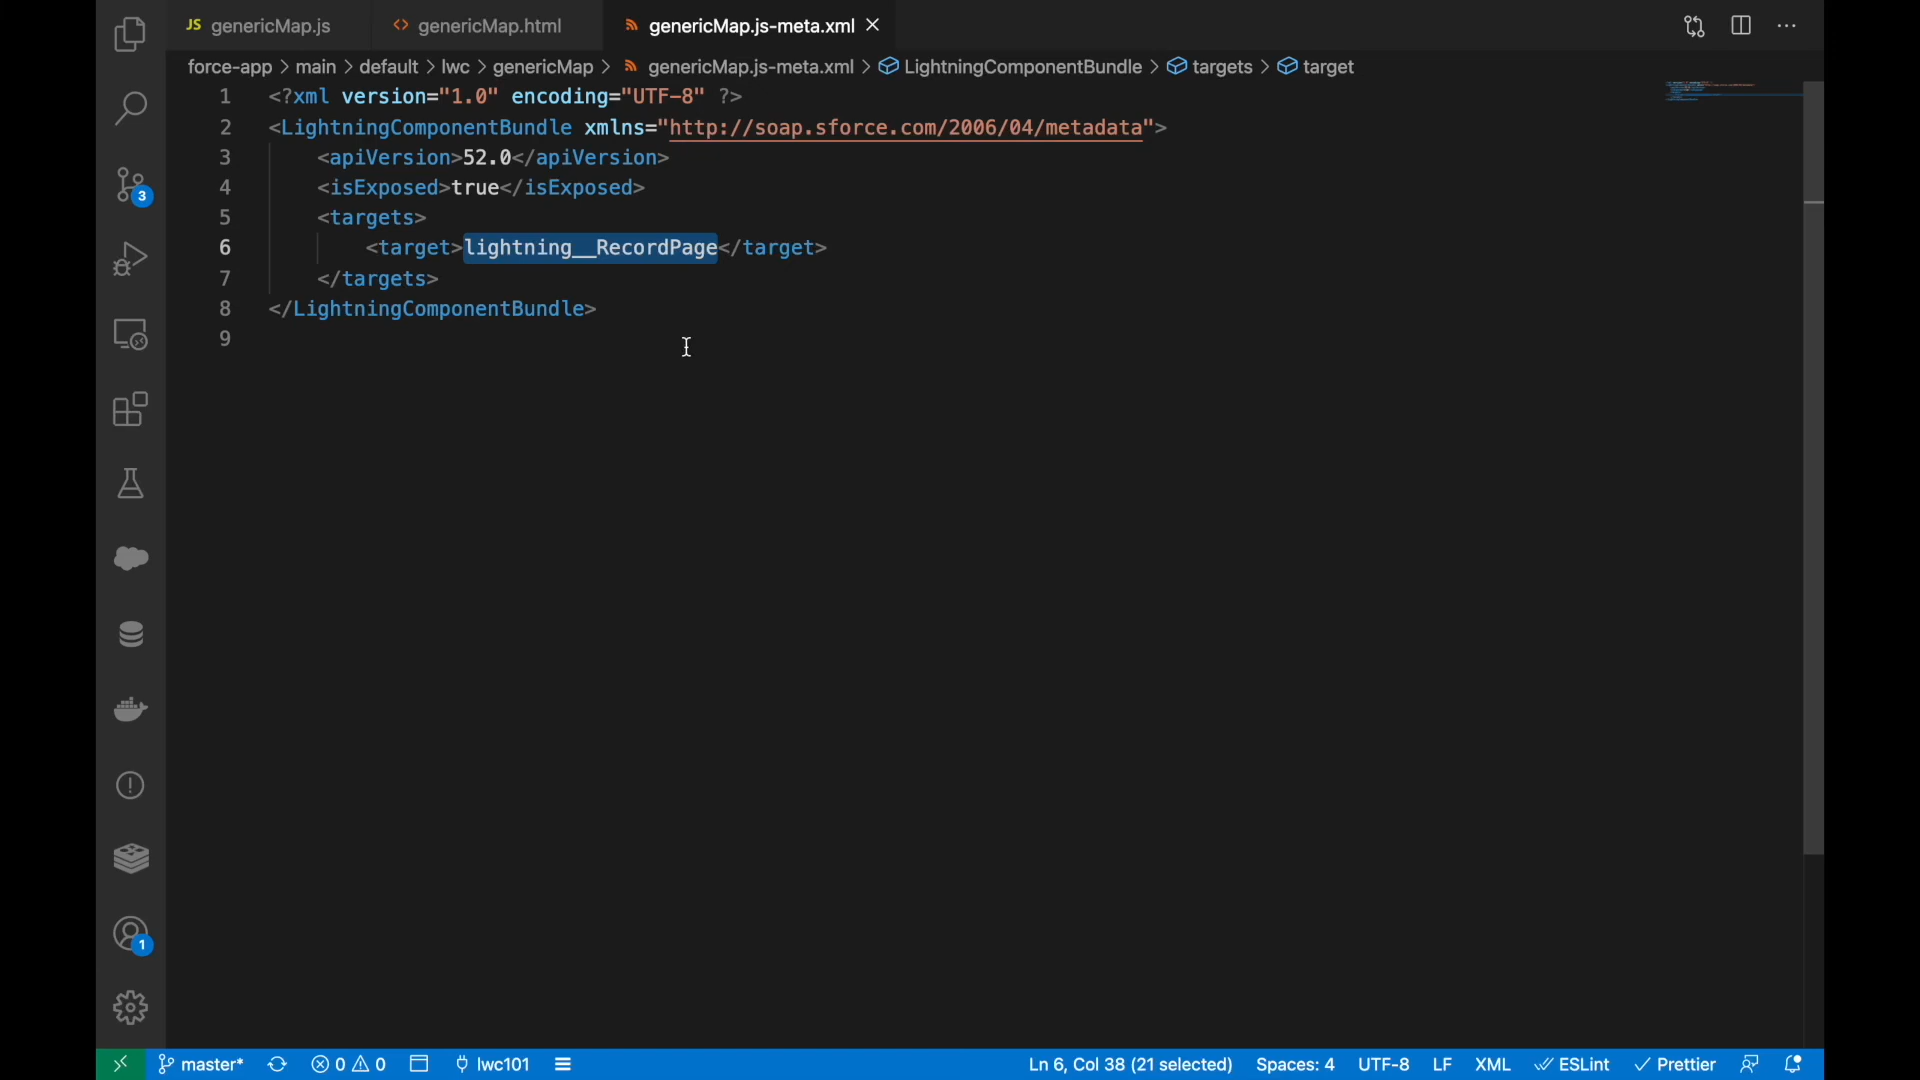 JS genericMap.js <> genericMap.html genericMap.js-meta.xml
force-app > main > default > lwc > genericMap > genericMap.js-meta.xml > LightningComponentBundle > targets > target
1 <?xml version="1.0" encoding="UTF-8" ?>
2 <LightningComponentBundle xmlns="http://soap.sforce.com/2006/04/metadata">
3 <apiVersion>52.0</apiVersion>
4 <isExposed>true</isExposed>
5 <targets>
6 <target>lightning__RecordPage</target>
7 </targets>
8 </LightningComponentBundle>
9
3
1
master* 0 0 lwc101 Ln 6, Col 38 (21 selected) Spaces: 4 UTF-8 LF XML ESLint Prettier